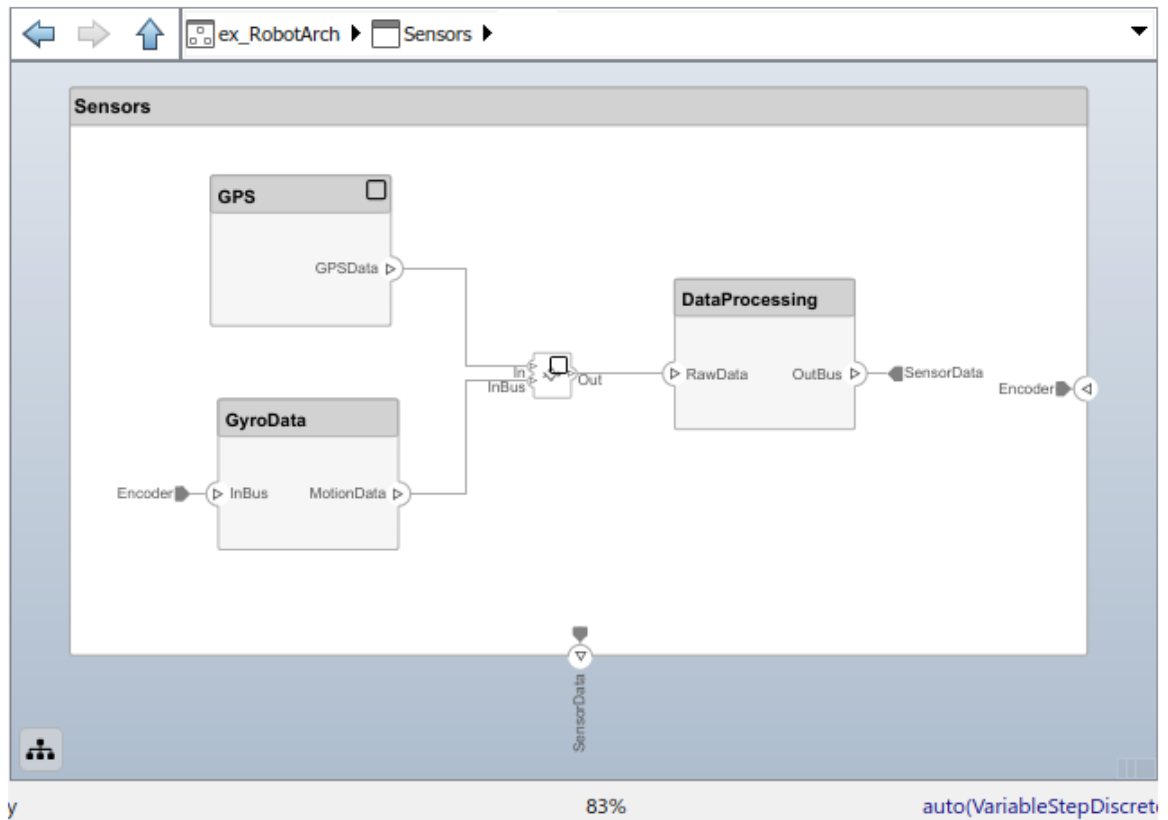 ex_RobotArch Sensors
Sensors
GPS
GPSData
DataProcessing
In
InBus
Out
RawData OutBus
SensorData
Encoder
GyroData
Encoder
InBus MotionData
SensorData
y 83% auto(VariableStepDiscret